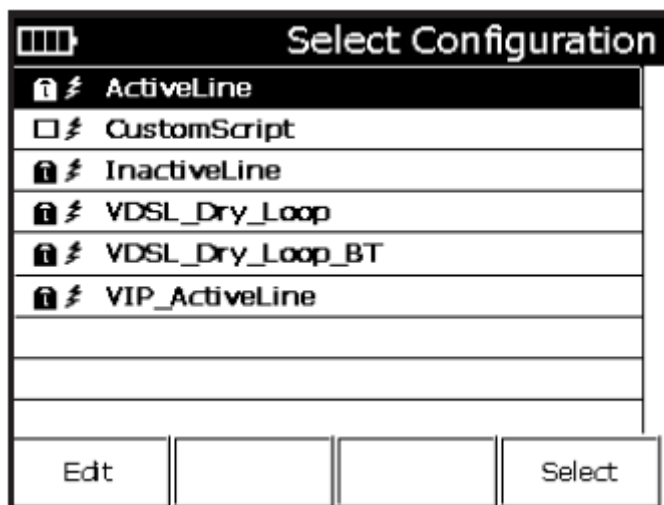 Select Configuration
ActiveLine
CustomScript
InactiveLine
VDSL_Dry_Loop
VDSL_Dry_Loop_BT
VIP_ActiveLine
Edit Select